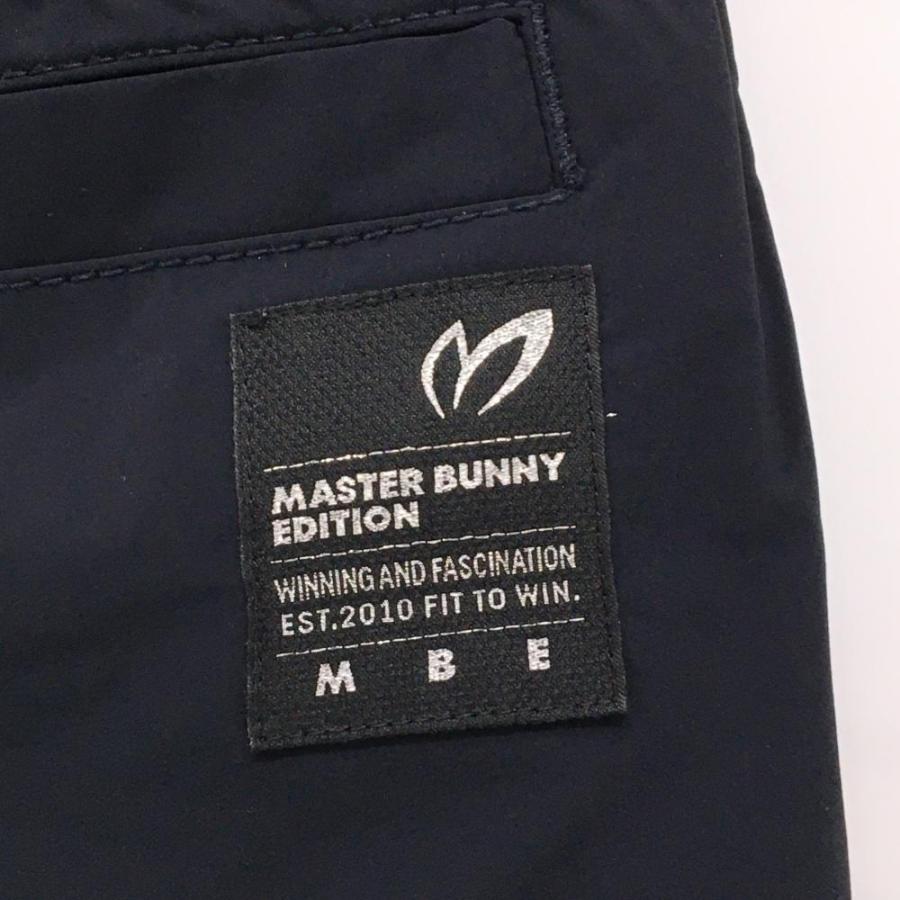 MASTER BUNNY
EDITION
WINNING AND FASCINATION
EST.2010 FIT TO WIN.
M B E